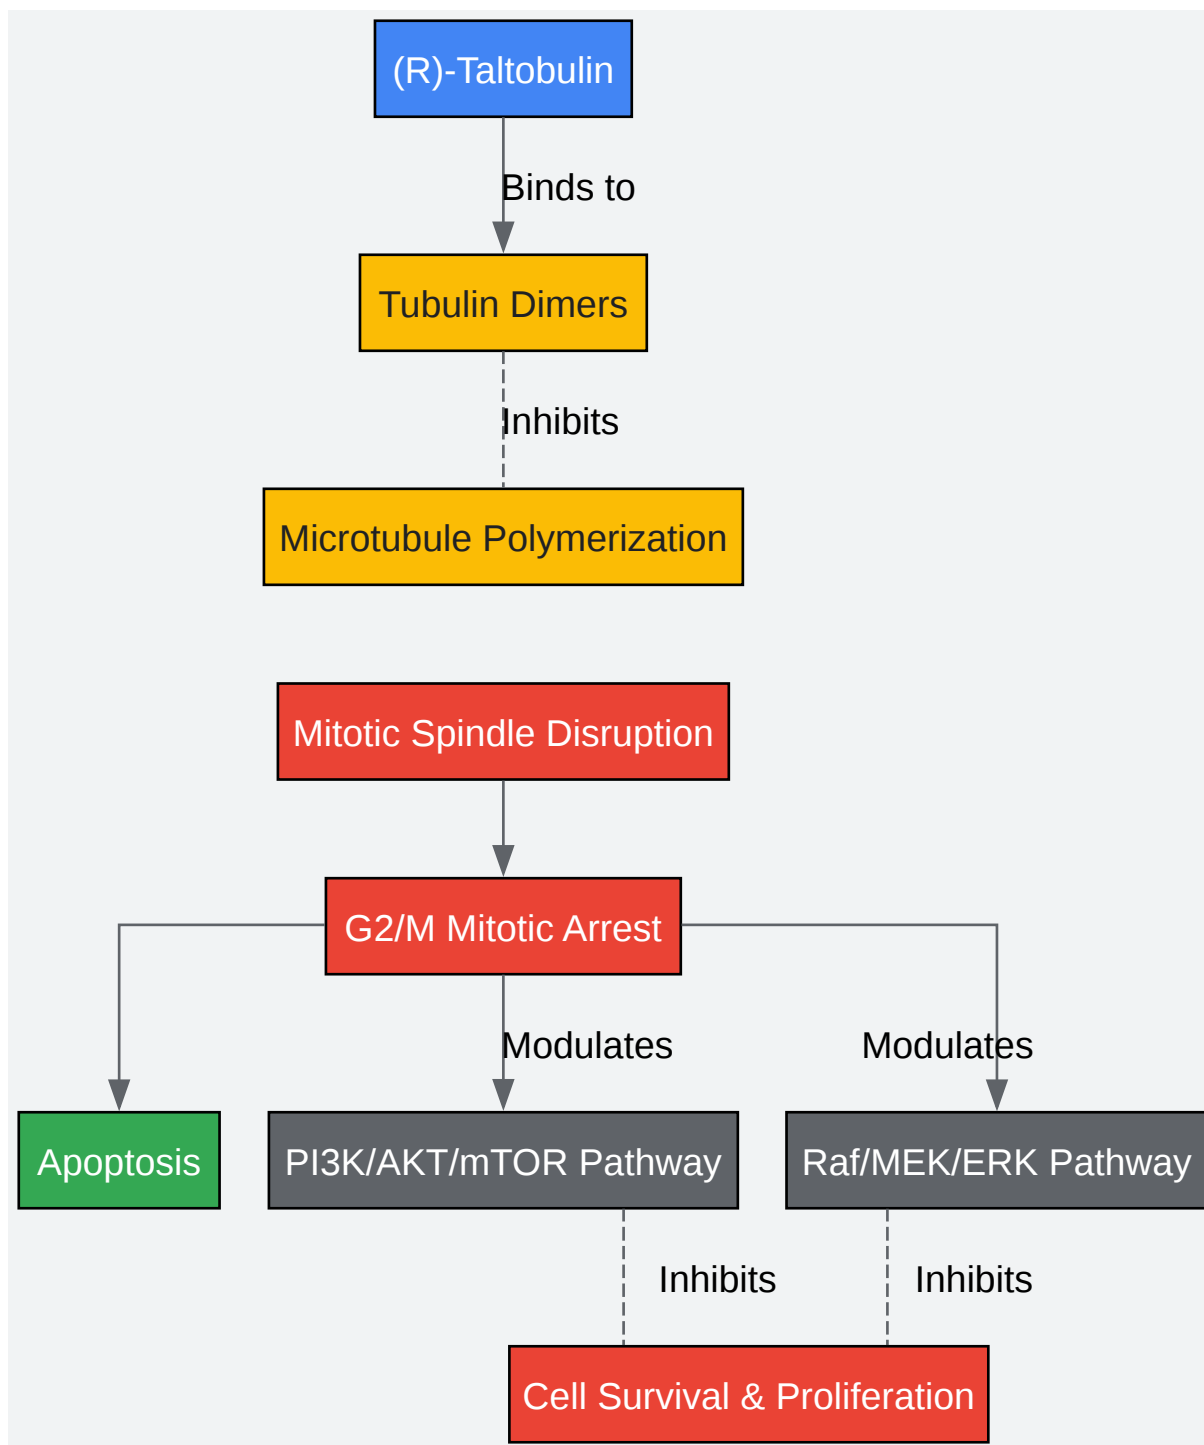 (R)-Taltobulin
Binds to
Tubulin Dimers
Inhibits
Microtubule Polymerization
Mitotic Spindle Disruption
G2/M Mitotic Arrest
Modulates
Modulates
Apoptosis
PI3K/AKT/mTOR Pathway
Raf/MEK/ERK Pathway
Inhibits
Inhibits
Cell Survival & Proliferation